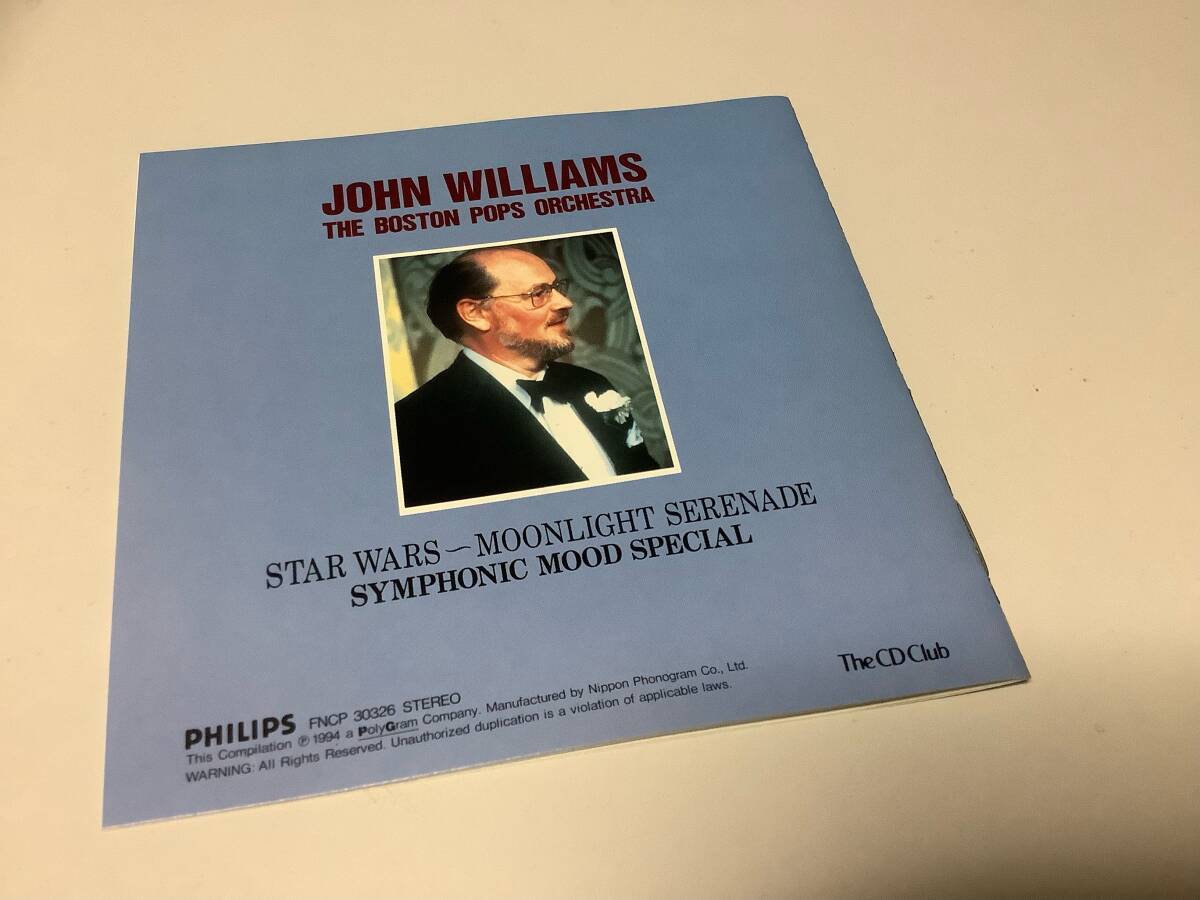 JOHN WILLIAMS
THE BOSTON POPS ORCHESTRA
STAR WARS ~ MOONLIGHT SERENADE
SYMPHONIC MOOD SPECIAL
The CD Club
PHILIPS FNCP 30326 STEREO
This Compilation ℗ 1994 a PolyGram Company. Manufactured by Nippon Phonogram Co., Ltd.
WARNING: All Rights Reserved. Unauthorized duplication is a violation of applicable laws.